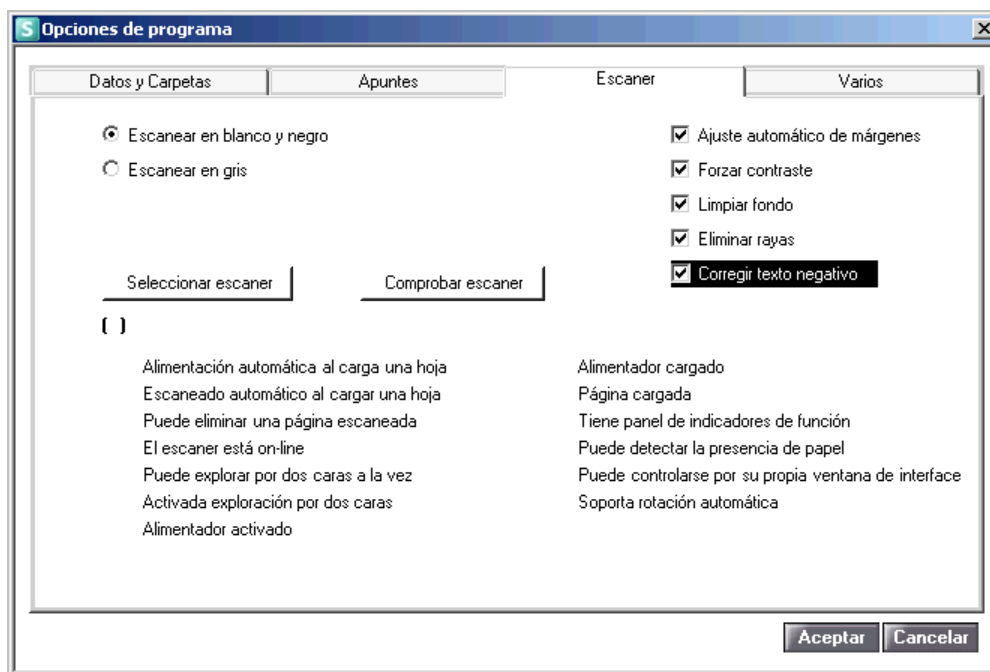 S Opciones de programa
Datos y Carpetas Apuntes Escaner Varios
Escanear en blanco y negro
Escanear en gris
Ajuste automático de márgenes
Forzar contraste
Limpiar fondo
Eliminar rayas
Corregir texto negativo
Seleccionar escaner Comprobar escaner
( )
Alimentación automática al carga una hoja
Escaneado automático al cargar una hoja
Puede eliminar una página escaneada
El escaner está on-line
Puede explorar por dos caras a la vez
Activada exploración por dos caras
Alimentador activado
Alimentador cargado
Página cargada
Tiene panel de indicadores de función
Puede detectar la presencia de papel
Puede controlarse por su propia ventana de interface
Soporta rotación automática
Aceptar Cancelar